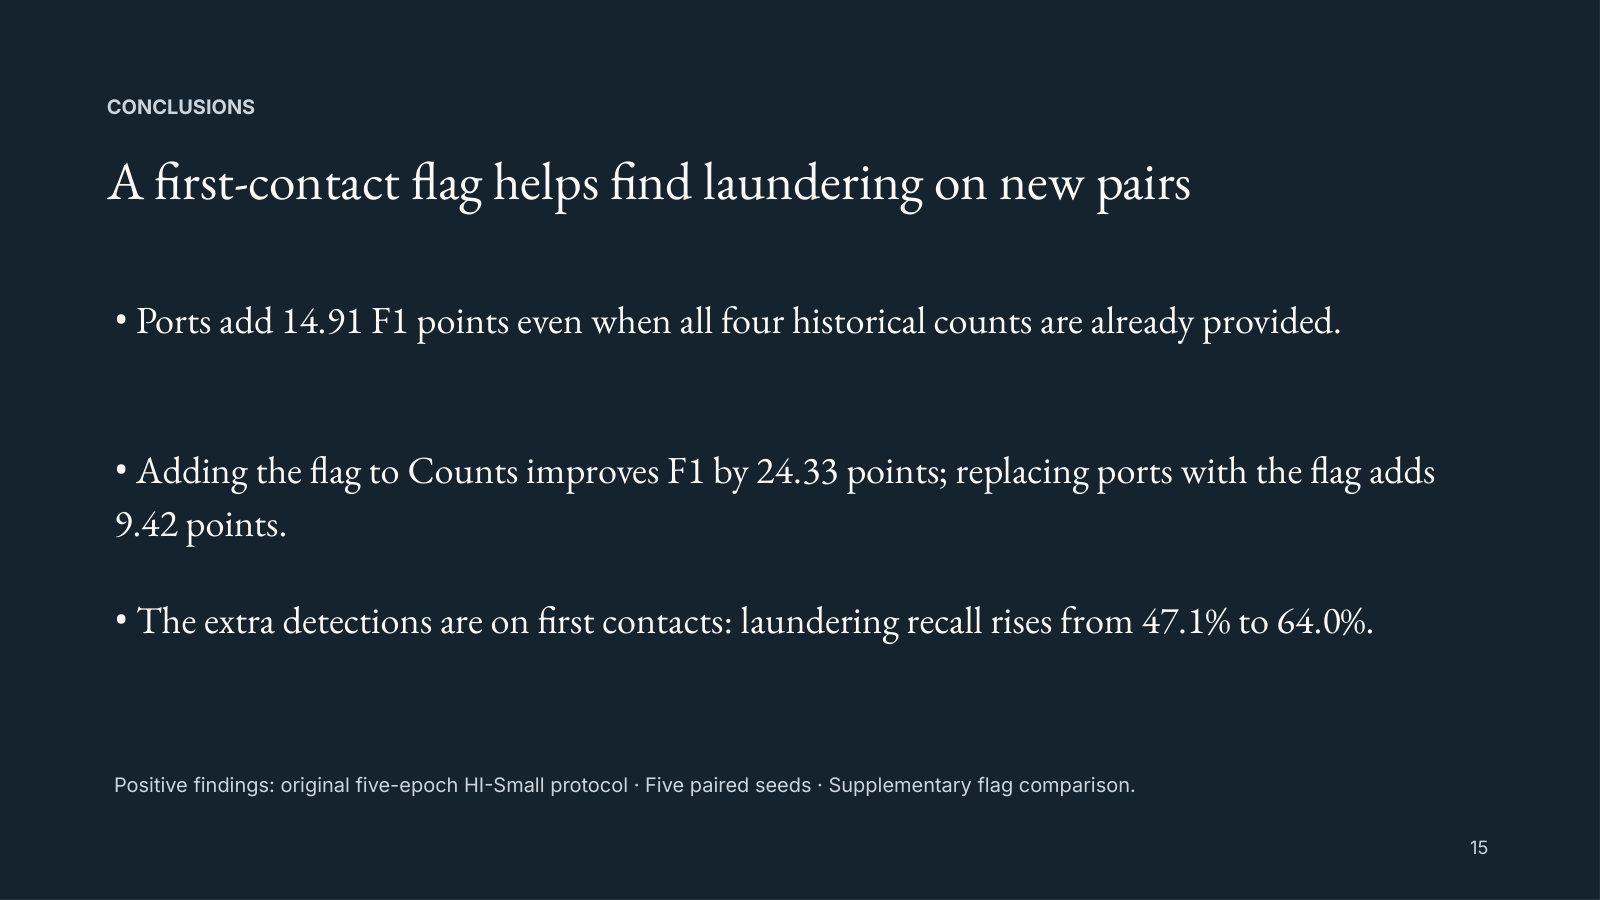 CONCLUSIONS
A first-contact flag helps find laundering on new pairs
• Ports add 14.91 F1 points even when all four historical counts are already provided.
• Adding the flag to Counts improves F1 by 24.33 points; replacing ports with the flag adds
9.42 points.
• The extra detections are on first contacts: laundering recall rises from 47.1% to 64.0%.
Positive findings: original five-epoch HI-Small protocol · Five paired seeds · Supplementary flag comparison.
15